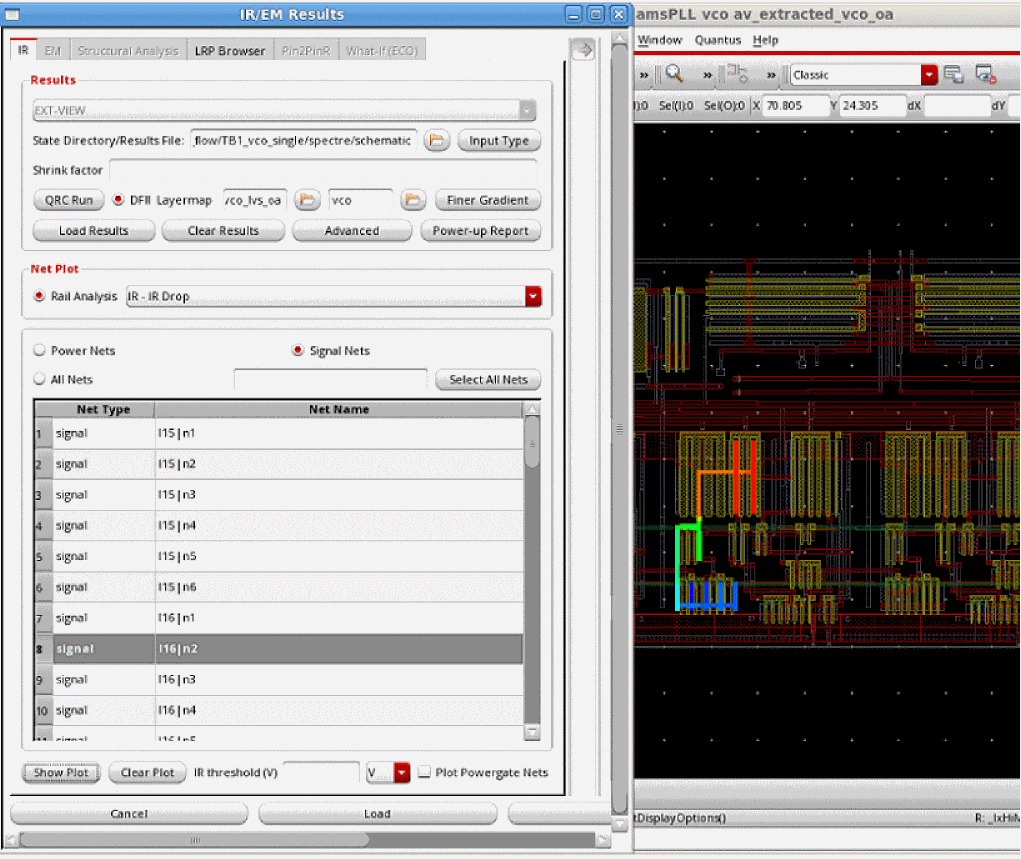 IR/EM Results
amsPLL vco av_extracted_vco_oa
IR EM Structural Analysis LRP Browser Pin2PinR What-If (ECO)
Window Quantus Help
Results
» » » Classic
EXT-VIEW
):0 Sel(I):0 Sel(O):0 X 70.805 Y 24.305 dX dY
State Directory/Results File: _flow/TB1_vco_single/spectre/schematic Input Type
Shrink factor
QRC Run DFII Layermap vco_lvs_oa vco Finer Gradient
Load Results Clear Results Advanced Power-up Report
Net Plot
Rail Analysis IR - IR Drop
Power Nets Signal Nets
All Nets Select All Nets
Net Type Net Name
1 signal I15|n1
2 signal I15|n2
3 signal I15|n3
4 signal I15|n4
5 signal I15|n5
6 signal I15|n6
7 signal I16|n1
8 signal I16|n2
9 signal I16|n3
10 signal I16|n4
11 signal I16|n5
Show Plot Clear Plot IR threshold (V) V Plot Powergate Nets
Cancel Load
tDisplayOptions() R: _lxHiM